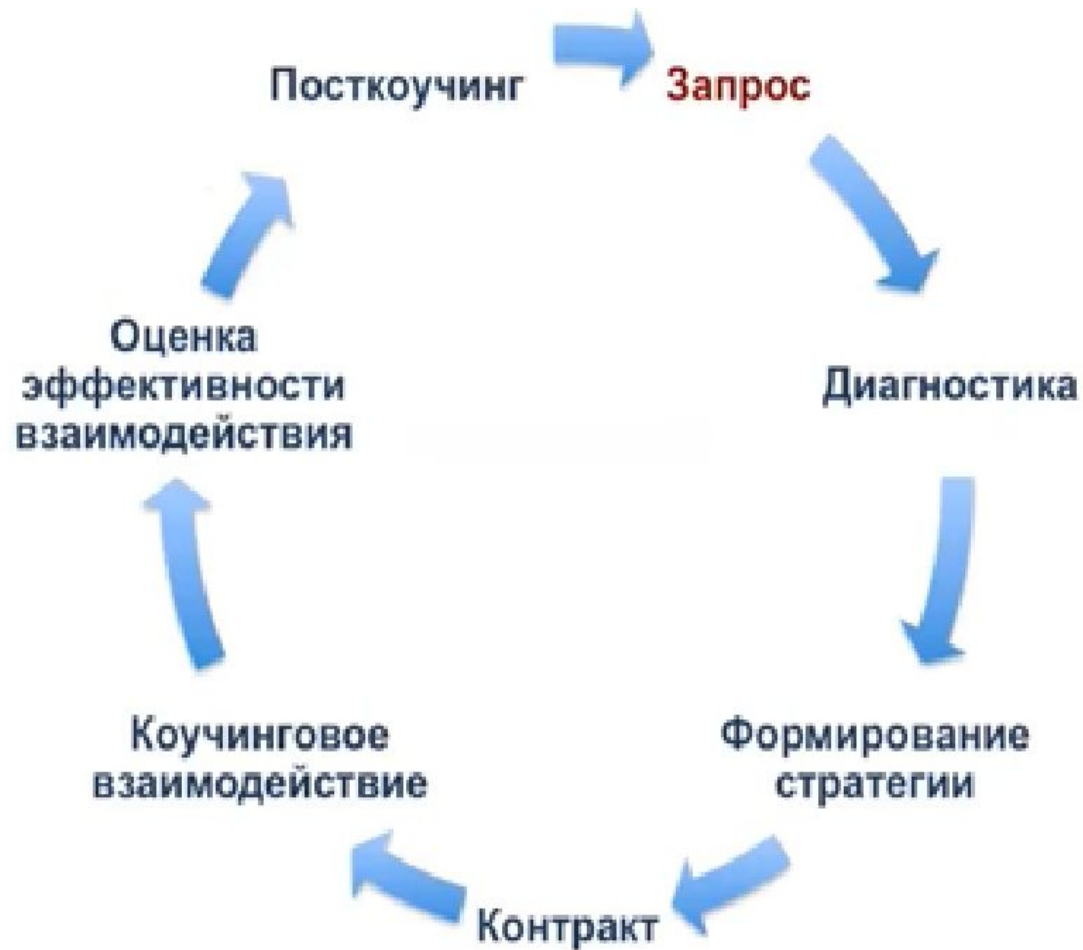 Посткоучинг
Запрос
Диагностика
Формирование
стратегии
Контракт
Коучинговое
взаимодействие
Оценка
эффективности
взаимодействия